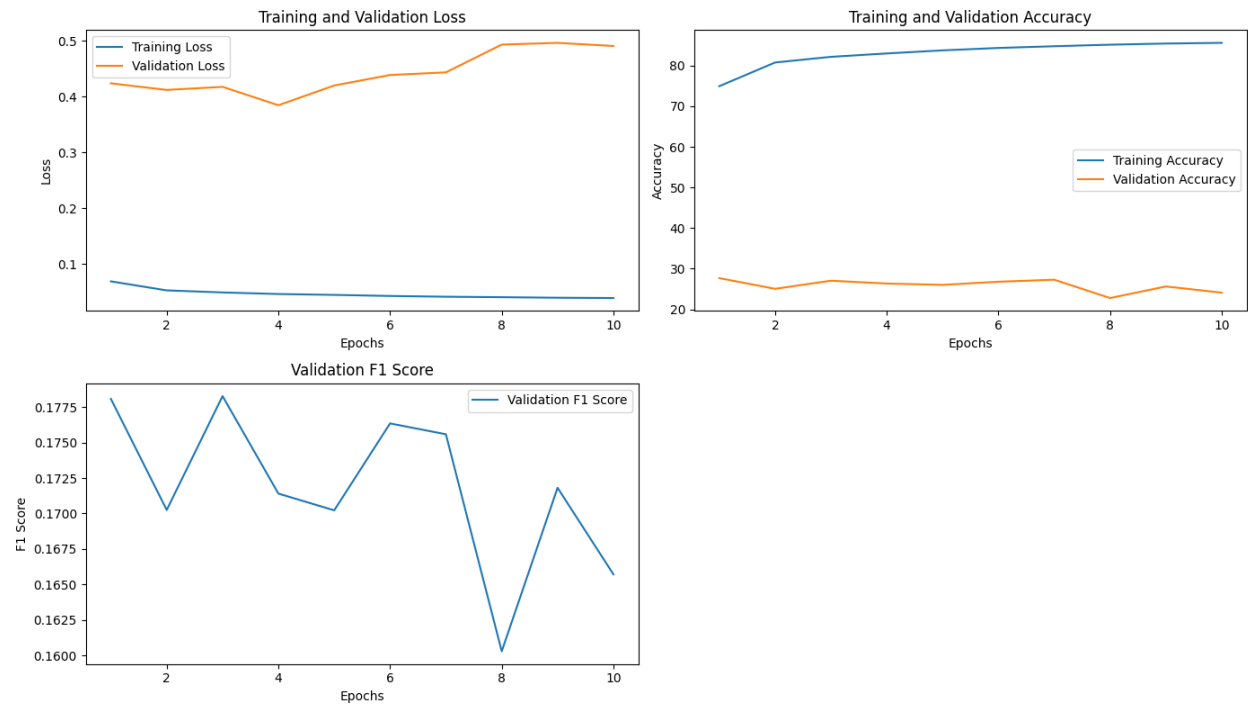 Training and Validation Loss
0.5
0.4
0.3
0.2
0.1
Loss
Training Loss
Validation Loss
2 4 6 8 10
Epochs
Training and Validation Accuracy
80
70
60
50
40
30
20
Accuracy
Training Accuracy
Validation Accuracy
2 4 6 8 10
Epochs
Validation F1 Score
0.1775
0.1750
0.1725
0.1700
0.1675
0.1650
0.1625
0.1600
F1 Score
Validation F1 Score
2 4 6 8 10
Epochs